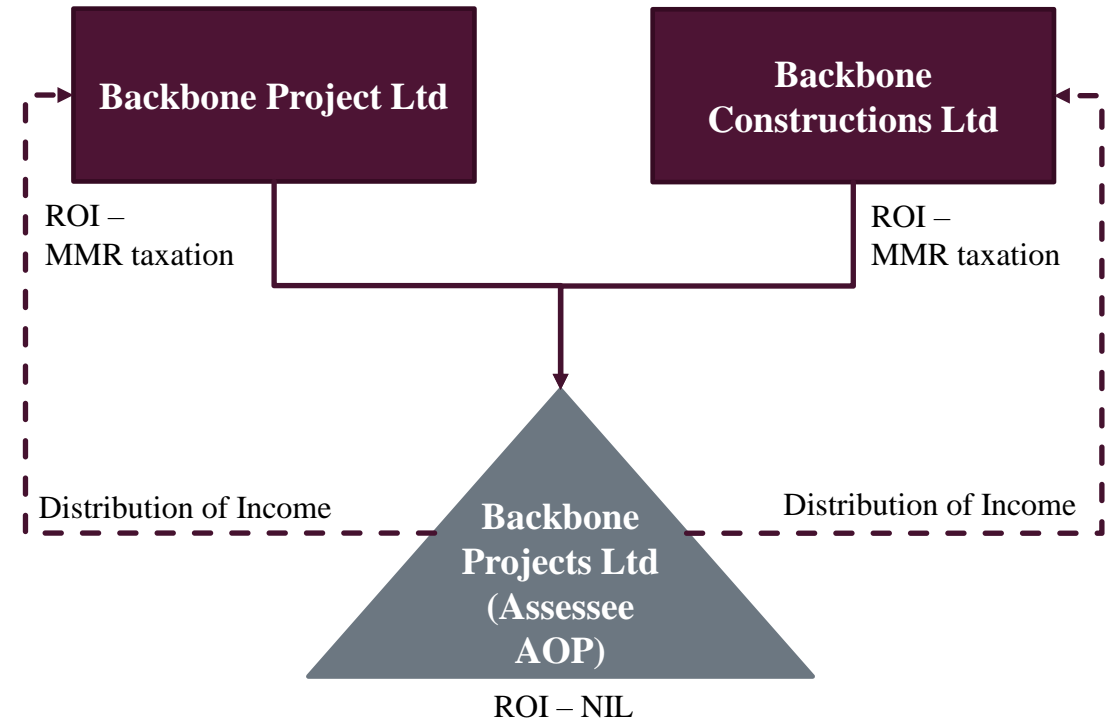 Backbone Project Ltd
Backbone
Constructions Ltd
ROI –
MMR taxation
ROI –
MMR taxation
Distribution of Income
Distribution of Income
Backbone
Projects Ltd
(Assessee
AOP)
ROI – NIL